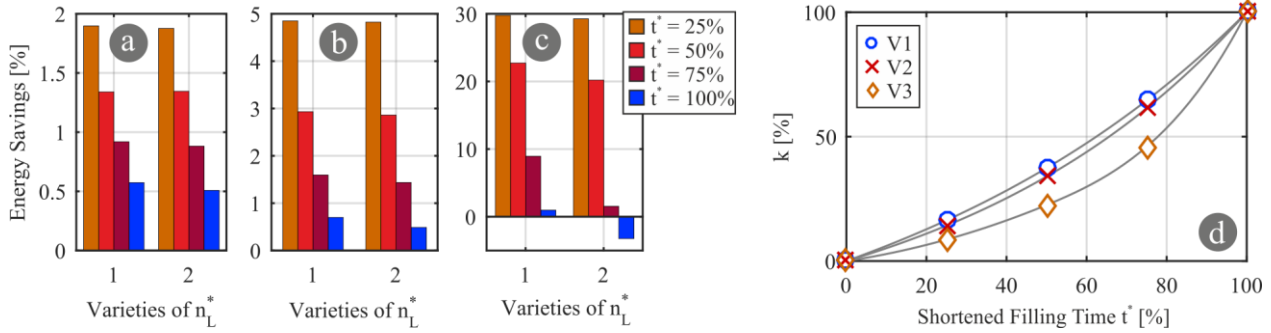 Energy Savings [%]
2
1.5
1
0.5
0
a
1 2
Varieties of n*L
5
4
3
2
1
0
b
1 2
Varieties of n*L
30
20
10
0
c
1 2
Varieties of n*L
t* = 25%
t* = 50%
t* = 75%
t* = 100%
k [%]
100
50
0
V1
V2
V3
d
0 20 40 60 80 100
Shortened Filling Time t* [%]